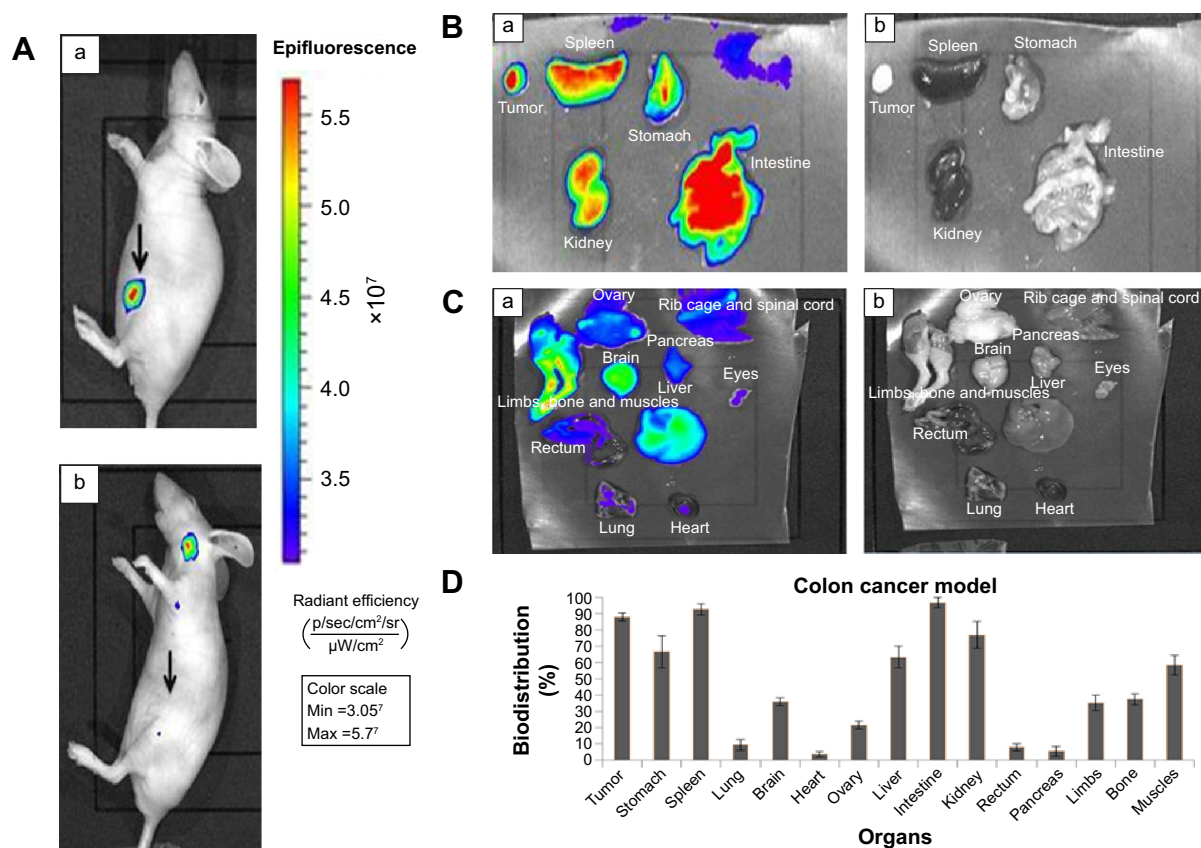 A
a
Epifluorescence
5.5
5.0
4.5
4.0
3.5
×10⁷
b
Radiant efficiency
(p/sec/cm²/sr
µW/cm²)
Color scale
Min =3.05⁷
Max =5.7⁷
B
a
Spleen
Tumor
Stomach
Intestine
Kidney
b
Spleen
Stomach
Tumor
Intestine
Kidney
C
a
Ovary
Rib cage and spinal cord
Pancreas
Brain
Eyes
Liver
Limbs, bone and muscles
Rectum
Lung
Heart
b
Ovary
Rib cage and spinal cord
Pancreas
Brain
Eyes
Liver
Limbs, bone and muscles
Rectum
Lung
Heart
D
Colon cancer model
Biodistribution
(%)
100
90
80
70
60
50
40
30
20
10
0
Tumor
Stomach
Spleen
Lung
Brain
Heart
Ovary
Liver
Intestine
Kidney
Rectum
Pancreas
Limbs
Bone
Muscles
Organs